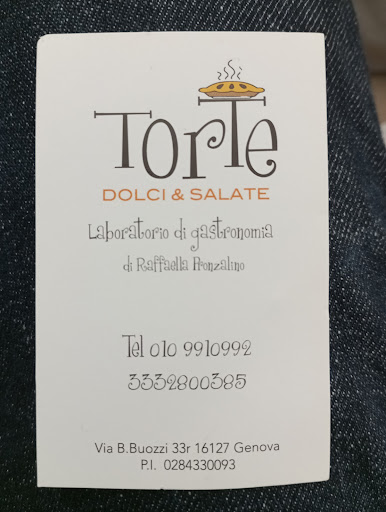 TorTe
DOLCI & SALATE
Laboratorio di gastronomia
di Raffaella Pronzalino
Tel 010 9910992
3332800385
Via B.Buozzi 33r 16127 Genova
P.I. 0284330093